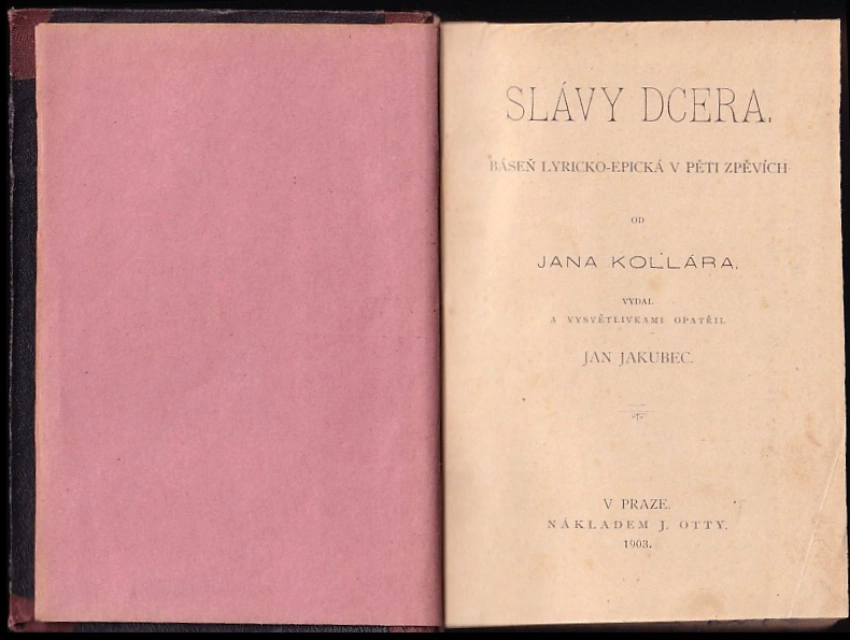 SLÁVY DCERA.
BÁSEŇ LYRICKO-EPICKÁ V PĚTI ZPĚVÍCH
OD
JANA KOLLÁRA.
VYDAL
A VYSVĚTLIVKAMI OPATŘIL
JAN JAKUBEC.
V PRAZE.
NÁKLADEM J. OTTY.
1903.